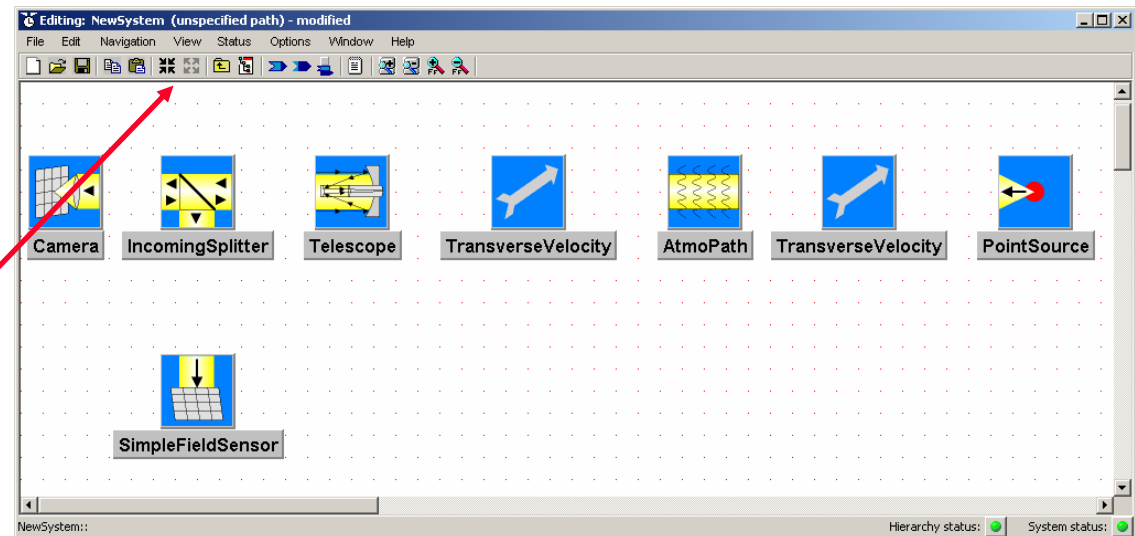 Editing: NewSystem (unspecified path) - modified
File Edit Navigation View Status Options Window Help
Camera IncomingSplitter Telescope TransverseVelocity AtmoPath TransverseVelocity PointSource
SimpleFieldSensor
NewSystem:: Hierarchy status: System status: